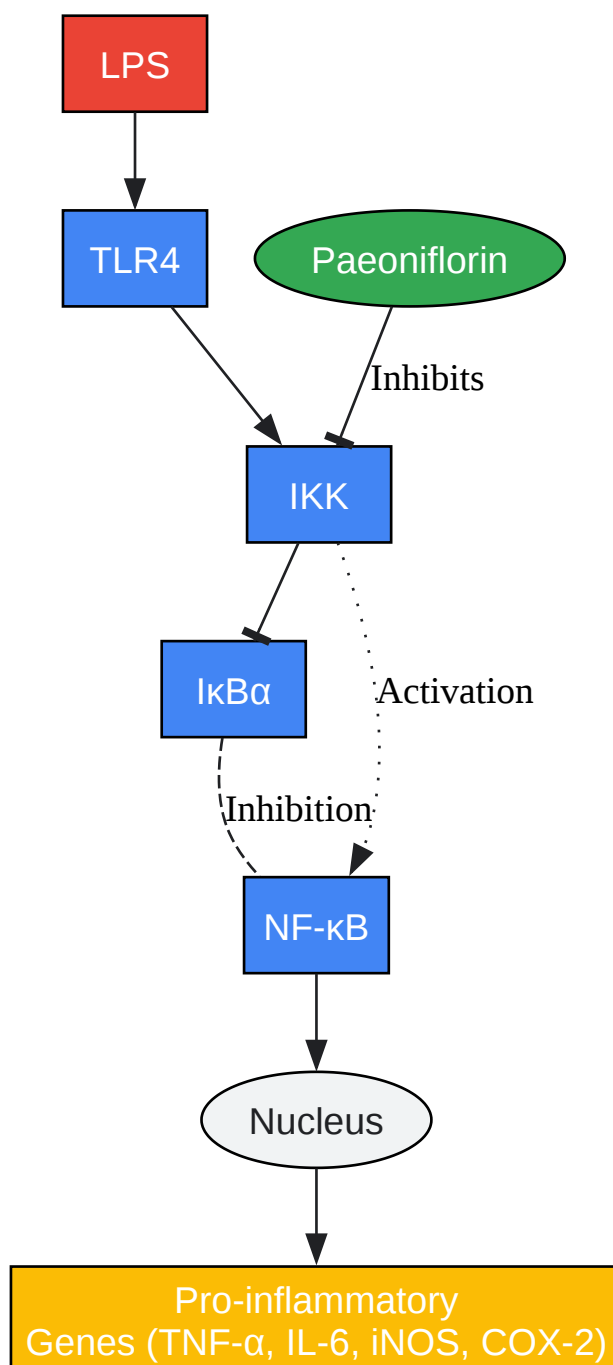 LPS
TLR4
Paeoniflorin
Inhibits
IKK
IκBα
Activation
Inhibition
NF-κB
Nucleus
Pro-inflammatory
Genes (TNF-α, IL-6, iNOS, COX-2)